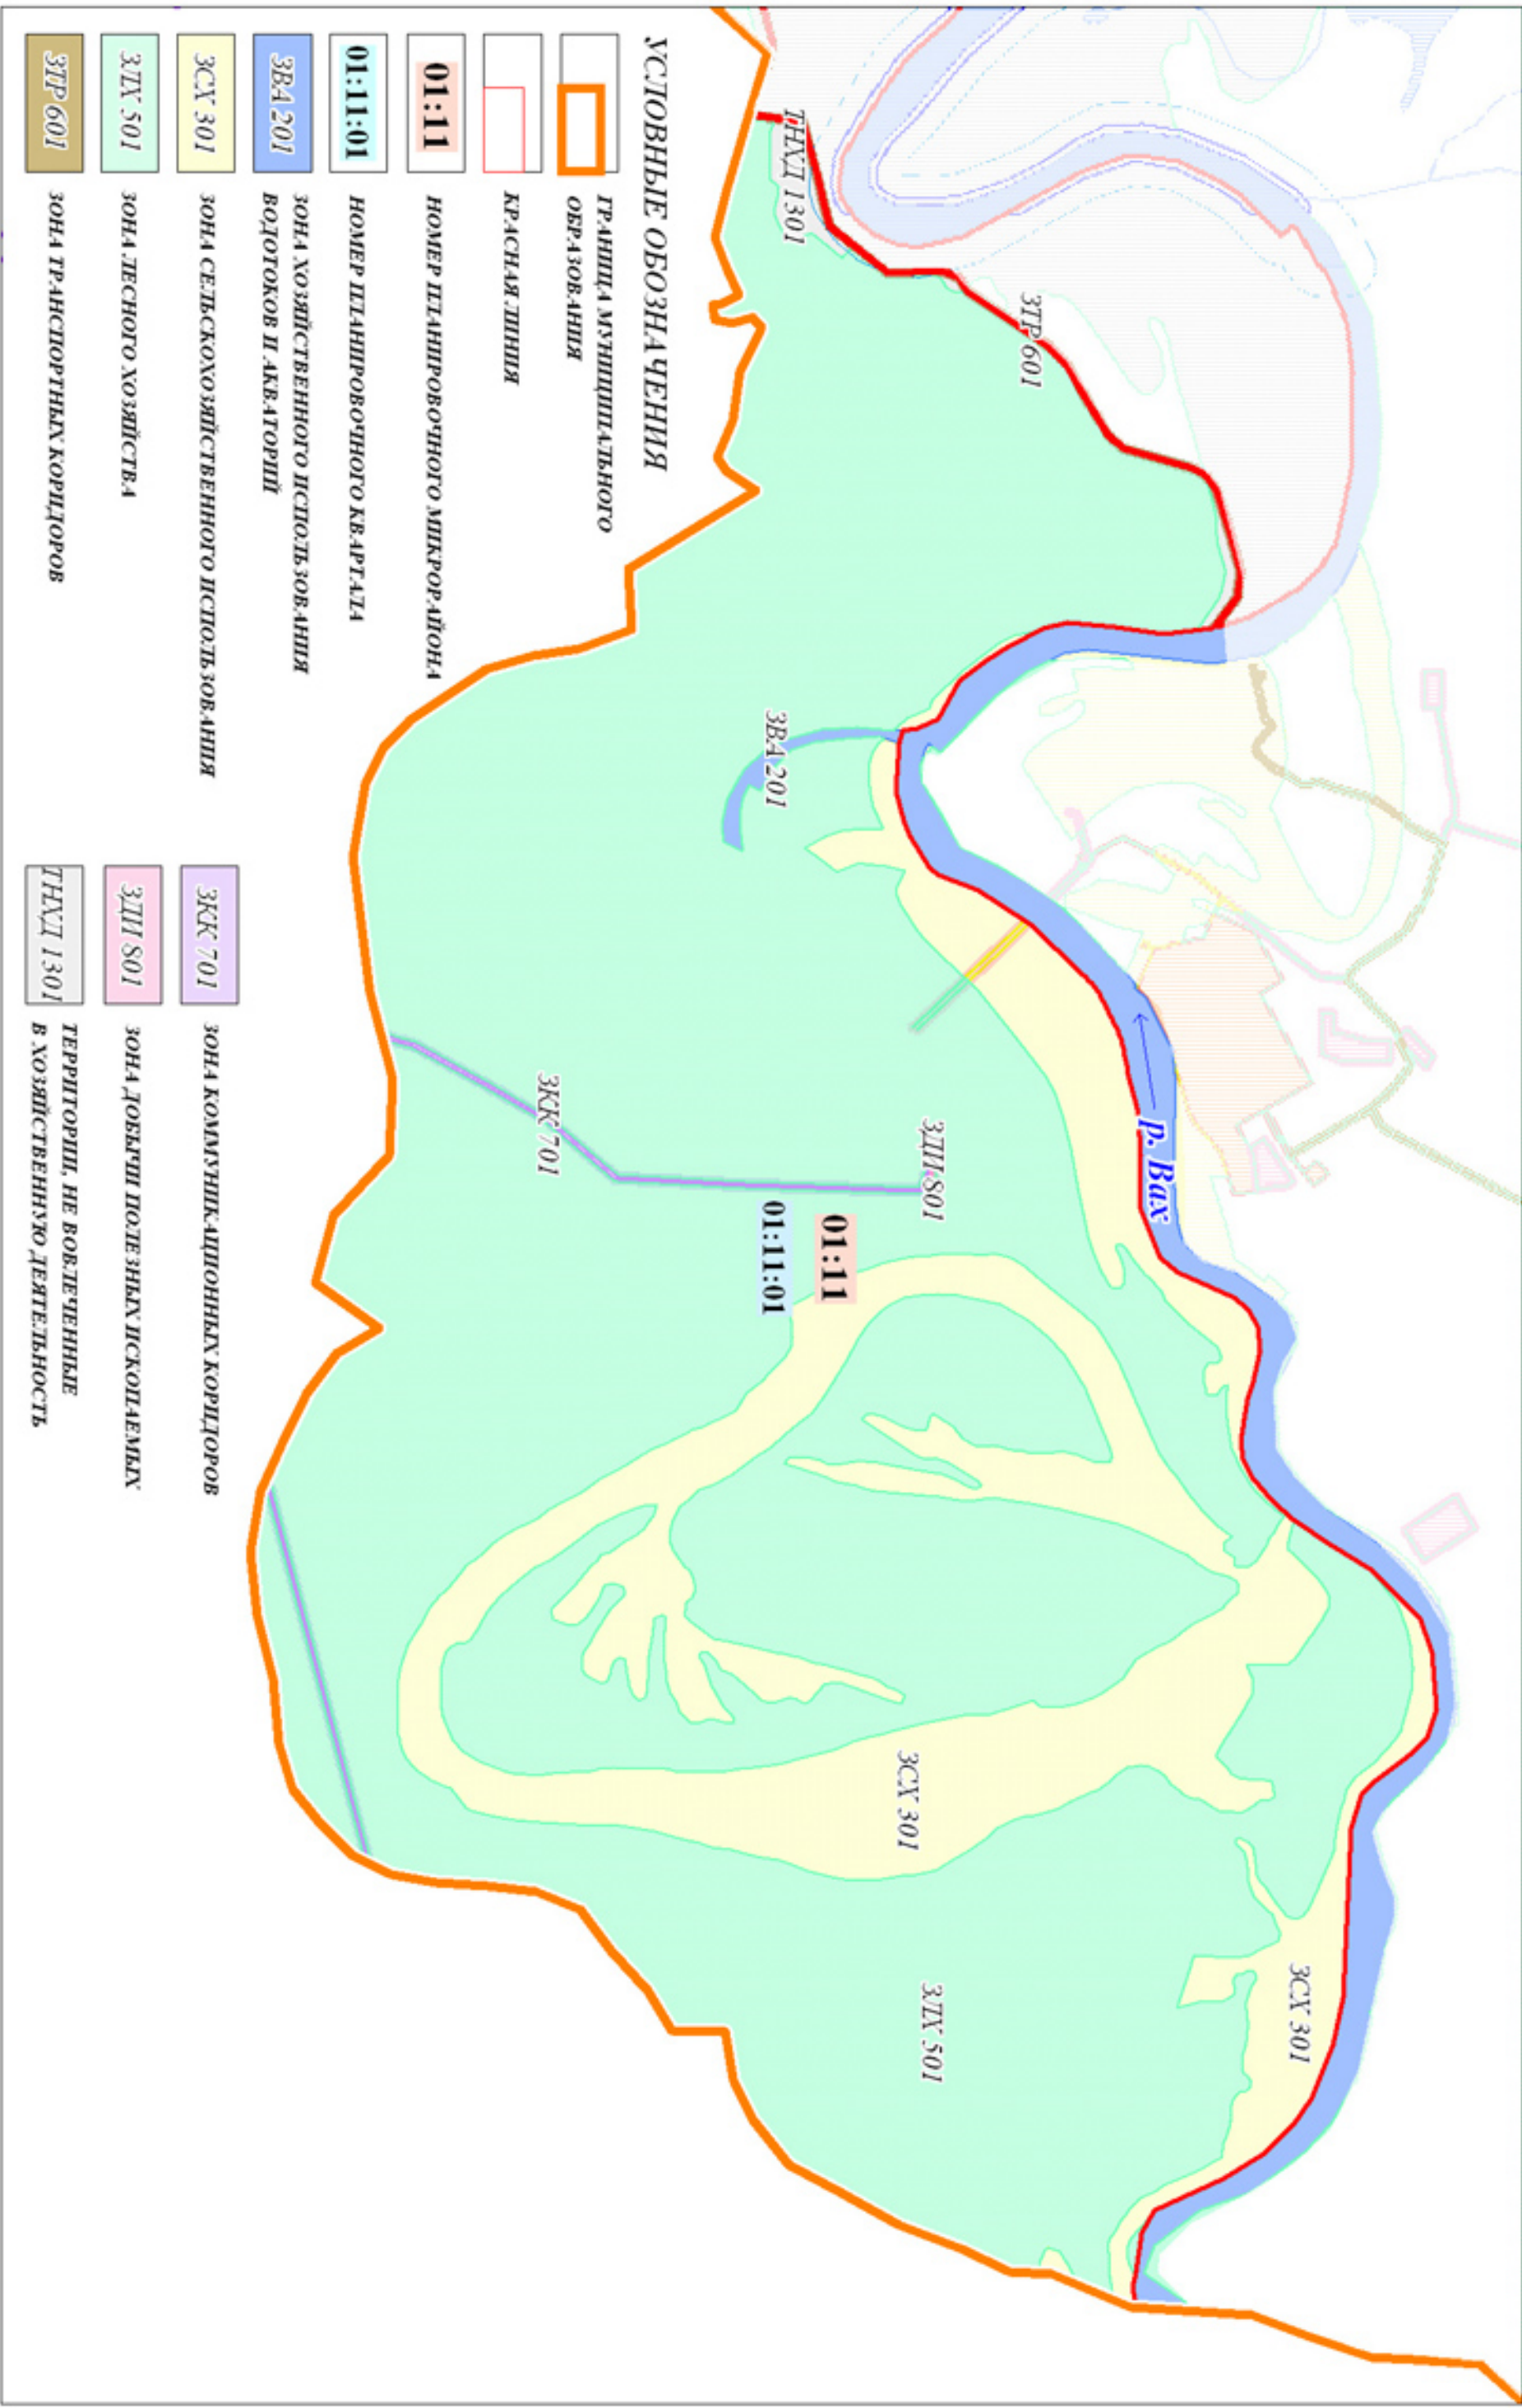 ТНХД 1301
ЗТР 601
ЗВА 201
р. Вах
ЗДИ 801
ЗКК 701
01:11
01:11:01
ЗСХ 301
ЗСХ 301
ЗЛХ 501
УСЛОВНЫЕ ОБОЗНАЧЕНИЯ
ГРАНИЦА МУНИЦИПАЛЬНОГО
ОБРАЗОВАНИЯ
КРАСНАЯ ЛИНИЯ
01:11
НОМЕР ПЛАНИРОВОЧНОГО МИКРОРАЙОНА
01:11:01
НОМЕР ПЛАНИРОВОЧНОГО КВАРТАЛА
ЗВА 201
ЗОНА ХОЗЯЙСТВЕННОГО ИСПОЛЬЗОВАНИЯ
ВОДОТОКОВ И АКВАТОРИЙ
ЗСХ 301
ЗОНА СЕЛЬСКОХОЗЯЙСТВЕННОГО ИСПОЛЬЗОВАНИЯ
ЗЛХ 501
ЗОНА ЛЕСНОГО ХОЗЯЙСТВА
ЗТР 601
ЗОНА ТРАНСПОРТНЫХ КОРИДОРОВ
ЗКК 701
ЗОНА КОММУНИКАЦИОННЫХ КОРИДОРОВ
ЗДИ 801
ЗОНА ДОБЫЧИ ПОЛЕЗНЫХ ИСКОПАЕМЫХ
ТНХД 1301
ТЕРРИТОРИИ, НЕ ВОВЛЕЧЕННЫЕ
В ХОЗЯЙСТВЕННУЮ ДЕЯТЕЛЬНОСТЬ